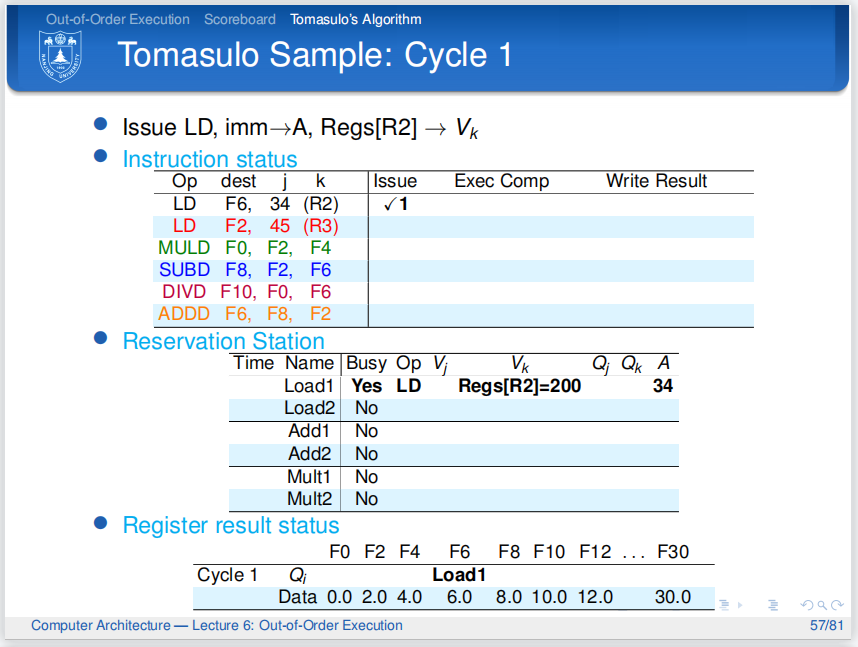 Out-of-Order Execution Scoreboard Tomasulo's Algorithm
Tomasulo Sample: Cycle 1
Issue LD, imm→A, Regs[R2] → Vk
Instruction status
Op dest j k Issue Exec Comp Write Result
LD F6, 34 (R2) ✓1
LD F2, 45 (R3)
MULD F0, F2, F4
SUBD F8, F2, F6
DIVD F10, F0, F6
ADDD F6, F8, F2
Reservation Station
Time Name Busy Op Vj Vk Qj Qk A
Load1 Yes LD Regs[R2]=200 34
Load2 No
Add1 No
Add2 No
Mult1 No
Mult2 No
Register result status
F0 F2 F4 F6 F8 F10 F12 ... F30
Cycle 1 Qi Load1
Data 0.0 2.0 4.0 6.0 8.0 10.0 12.0 30.0
Computer Architecture — Lecture 6: Out-of-Order Execution 57/81